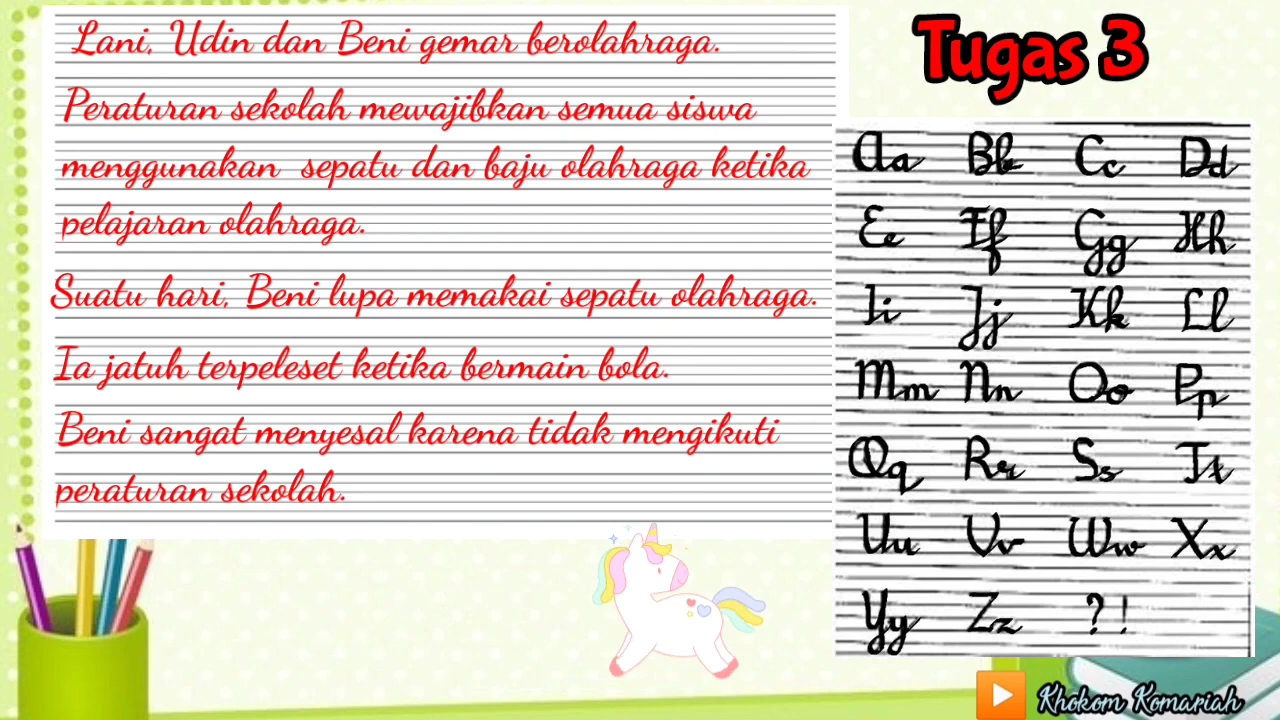 Lani, Udin dan Beni gemar berolahraga.
Peraturan sekolah mewajibkan semua siswa
menggunakan sepatu dan baju olahraga ketika
pelajaran olahraga.
Suatu hari, Beni lupa memakai sepatu olahraga.
Ia jatuh terpeleset ketika bermain bola.
Beni sangat menyesal karena tidak mengikuti
peraturan sekolah.
Tugas 3
Aa Bb Cc Dd
Ee Ff Gg Hh
Ii Jj Kk Ll
Mm Nn Oo Pp
Qq Rr Ss Tt
Uu Vv Ww Xx
Yy Zz ? !
Khokom Komariah